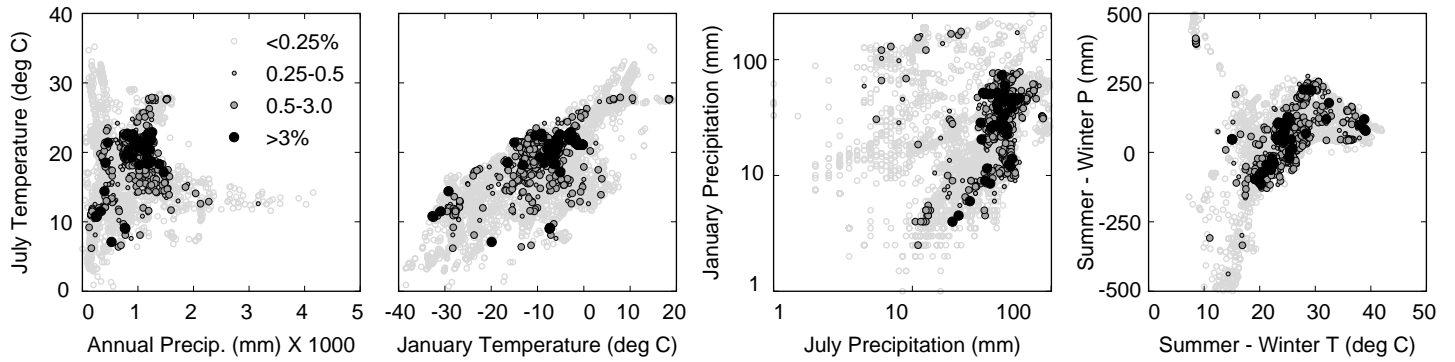 July Temperature (deg C)
40
30
20
10
0
<0.25%
0.25-0.5
0.5-3.0
>3%
0 1 2 3 4 5
Annual Precip. (mm) X 1000
-40 -30 -20 -10 0 10 20
January Temperature (deg C)
January Precipitation (mm)
100
10
1
1 10 100
July Precipitation (mm)
Summer - Winter P (mm)
500
250
0
-250
-500
0 10 20 30 40 50
Summer - Winter T (deg C)